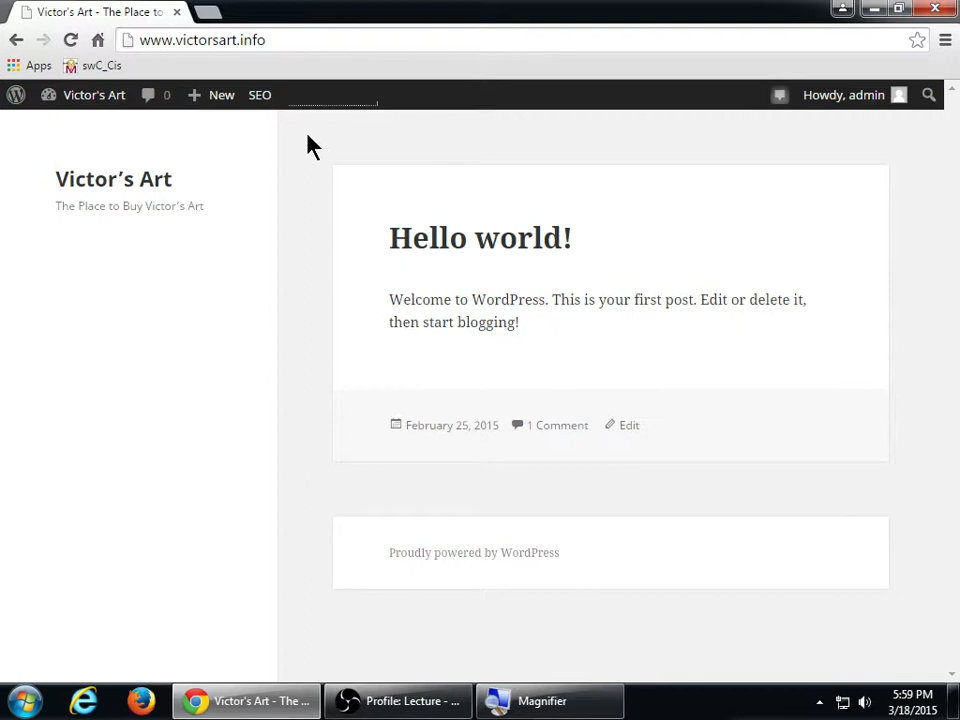 Victor's Art - The Place to
www.victorsart.info
Apps
swC_Cis
Victor's Art
0
New
SEO
Howdy, admin
Victor's Art
The Place to Buy Victor's Art
Hello world!
Welcome to WordPress. This is your first post. Edit or delete it,
then start blogging!
February 25, 2015
1 Comment
Edit
Proudly powered by WordPress
Victor's Art - The ...
Profile: Lecture - ...
Magnifier
5:59 PM
3/18/2015